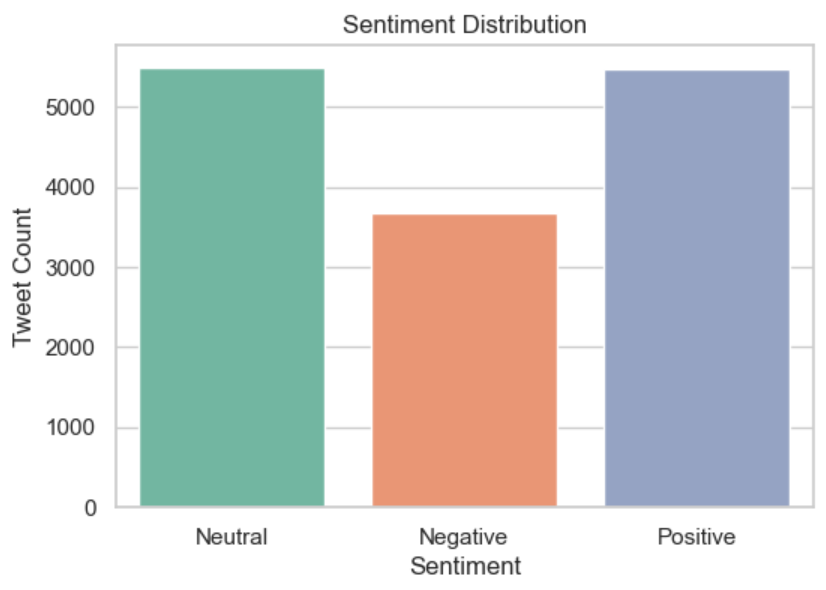 Sentiment Distribution
Tweet Count
5000
4000
3000
2000
1000
0
Neutral Negative Positive
Sentiment